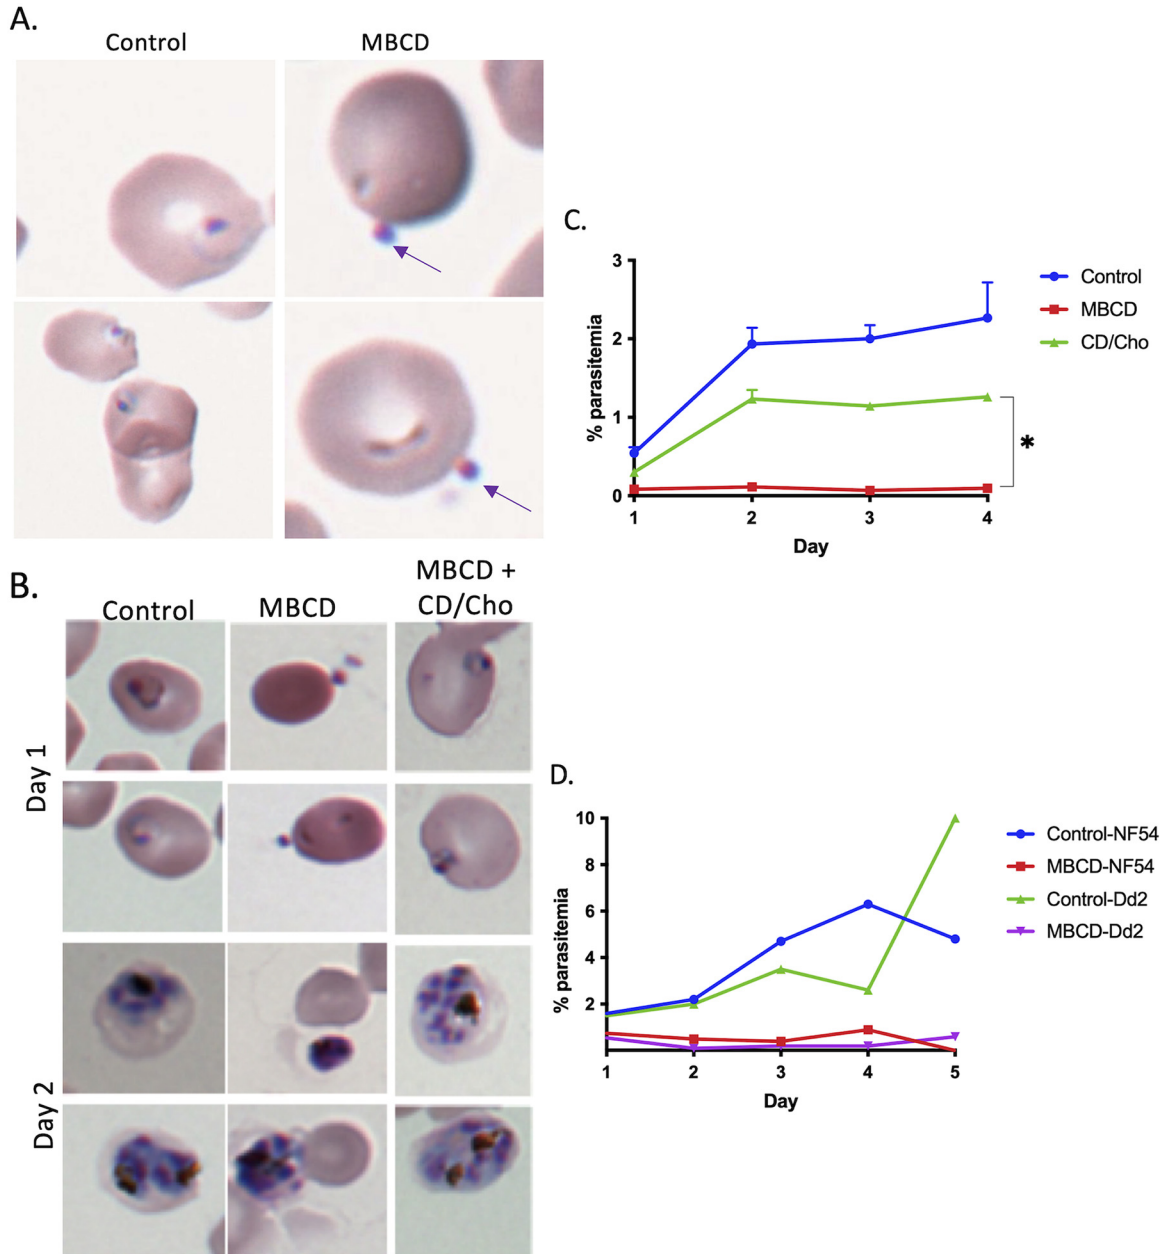 A.
Control
MBCD
B.
Control
MBCD
MBCD +
CD/Cho
Day 1
Day 2
C.
3
2
1
0
% parasitemia
1
2
3
4
Day
*
Control
MBCD
CD/Cho
D.
10
8
6
4
2
% parasitemia
1
2
3
4
5
Day
Control-NF54
MBCD-NF54
Control-Dd2
MBCD-Dd2